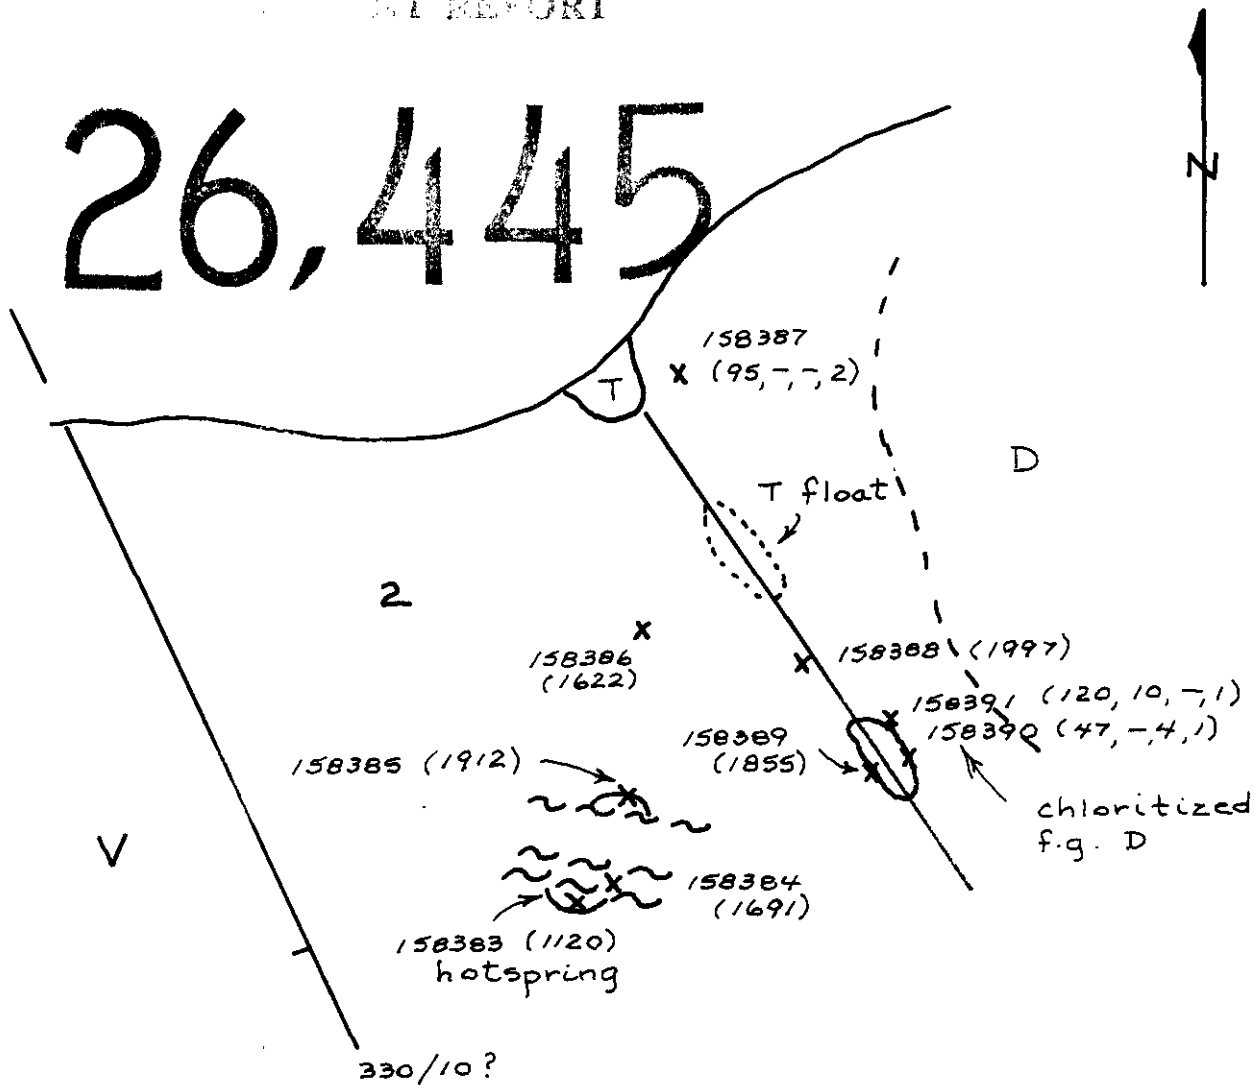 REPORT
26,445
N
158387
(95,-,-,2)
T
D
T float
2
158386
(1622)
158388 (1997)
158391 (120, 10, -, 1)
158390 (47, -, 4, 1)
158389
(1855)
158385 (1912)
chloritized
f.g. D
V
158384
(1691)
158383 (1120)
hotspring
330/10?